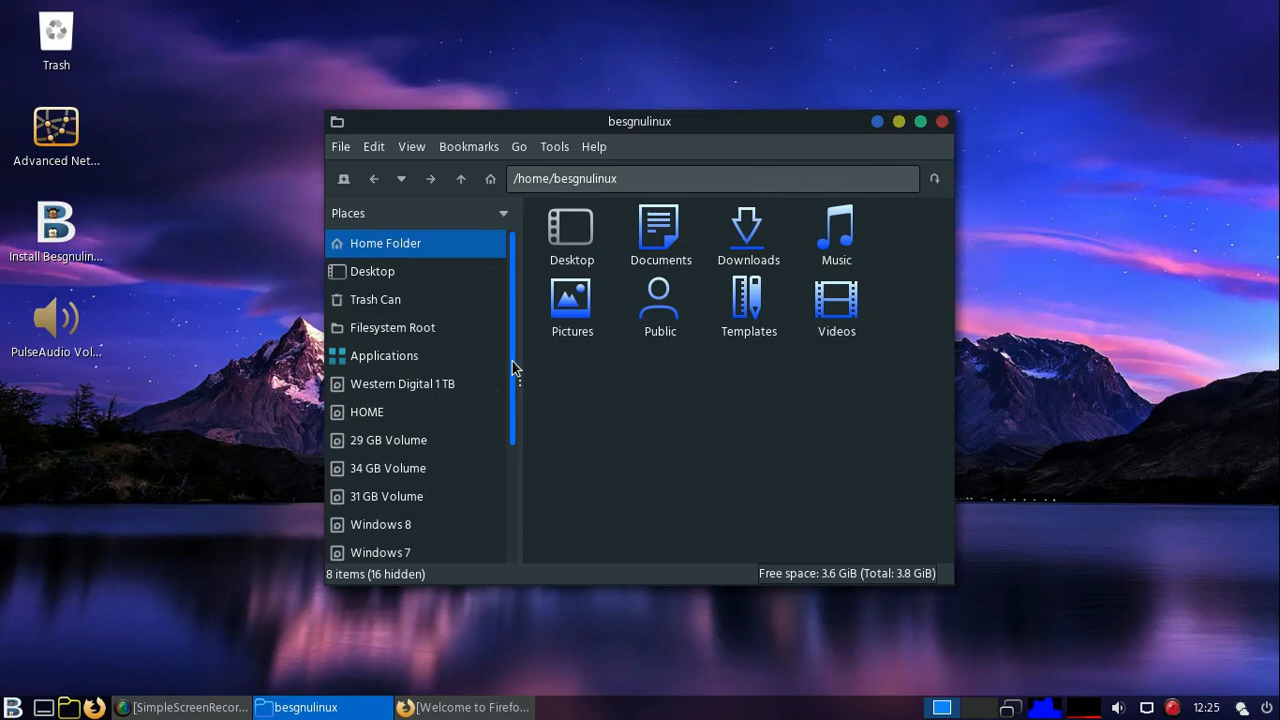 Trash
Advanced Net...
Install Besgnulin...
PulseAudio Vol...
besgnulinux
File Edit View Bookmarks Go Tools Help
/home/besgnulinux
Places
Home Folder
Desktop
Trash Can
Filesystem Root
Applications
Western Digital 1 TB
HOME
29 GB Volume
34 GB Volume
31 GB Volume
Windows 8
Windows 7
Desktop Documents Downloads Music
Pictures Public Templates Videos
8 items (16 hidden)
Free space: 3.6 GiB (Total: 3.8 GiB)
[SimpleScreenRecor... besgnulinux [Welcome to Firefo... 12:25